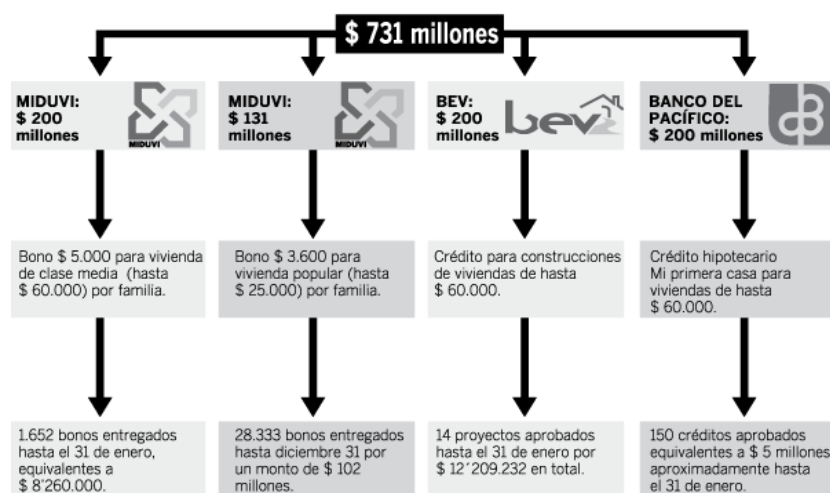 $ 731 millones
MIDUVI:
$ 200
millones
MIDUVI
MIDUVI:
$ 131
millones
MIDUVI
BEV:
$ 200
millones
bev
BANCO DEL
PACÍFICO:
$ 200 millones
Bono $ 5.000 para vivienda
de clase media (hasta
$ 60.000) por familia.
Bono $ 3.600 para
vivienda popular (hasta
$ 25.000) por familia.
Crédito para construcciones
de viviendas de hasta
$ 60.000.
Crédito hipotecario
Mi primera casa para
viviendas de hasta
$ 60.000.
1.652 bonos entregados
hasta el 31 de enero,
equivalentes a
$ 8'260.000.
28.333 bonos entregados
hasta diciembre 31 por
un monto de $ 102
millones.
14 proyectos aprobados
hasta el 31 de enero por
$ 12'209.232 en total.
150 créditos aprobados
equivalentes a $ 5 millones
aproximadamente hasta
el 31 de enero.